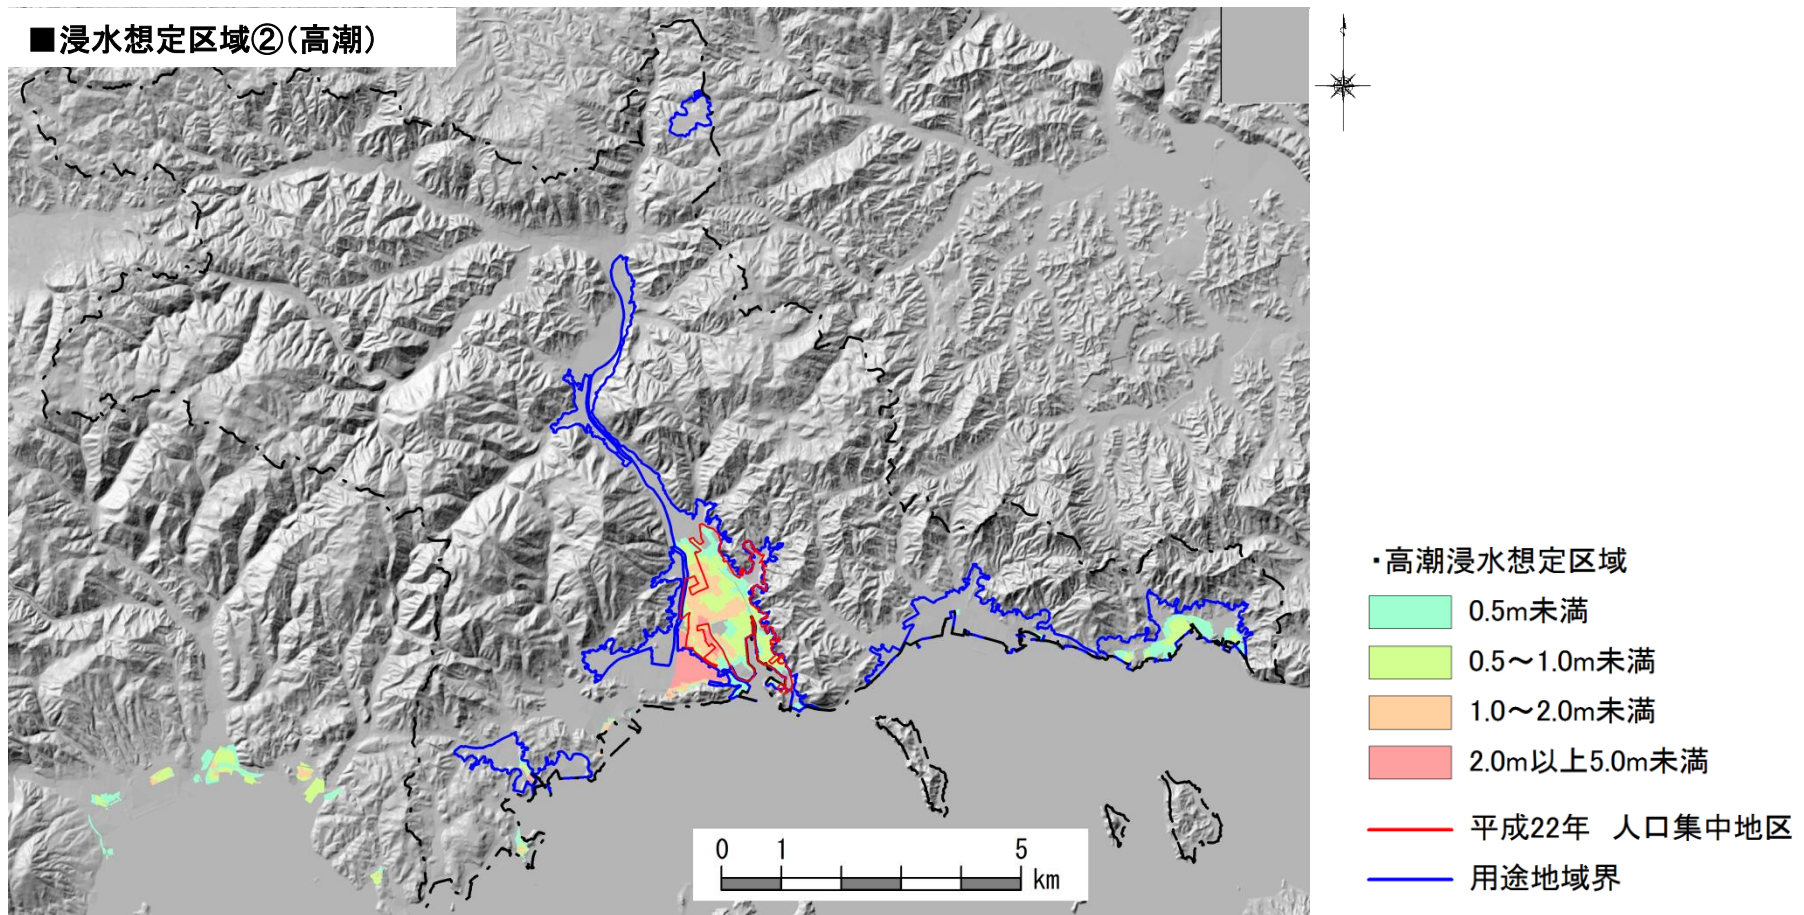 ■浸水想定区域②(高潮)
・高潮浸水想定区域
0.5m未満
0.5～1.0m未満
1.0～2.0m未満
2.0m以上5.0m未満
平成22年 人口集中地区
用途地域界
0 1 5
km